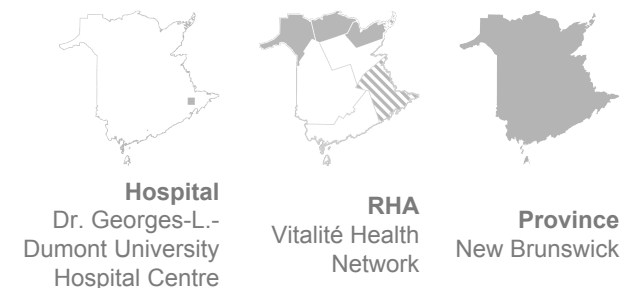 Hospital
Dr. Georges-L.-
Dumont University
Hospital Centre
RHA
Vitalité Health
Network
Province
New Brunswick